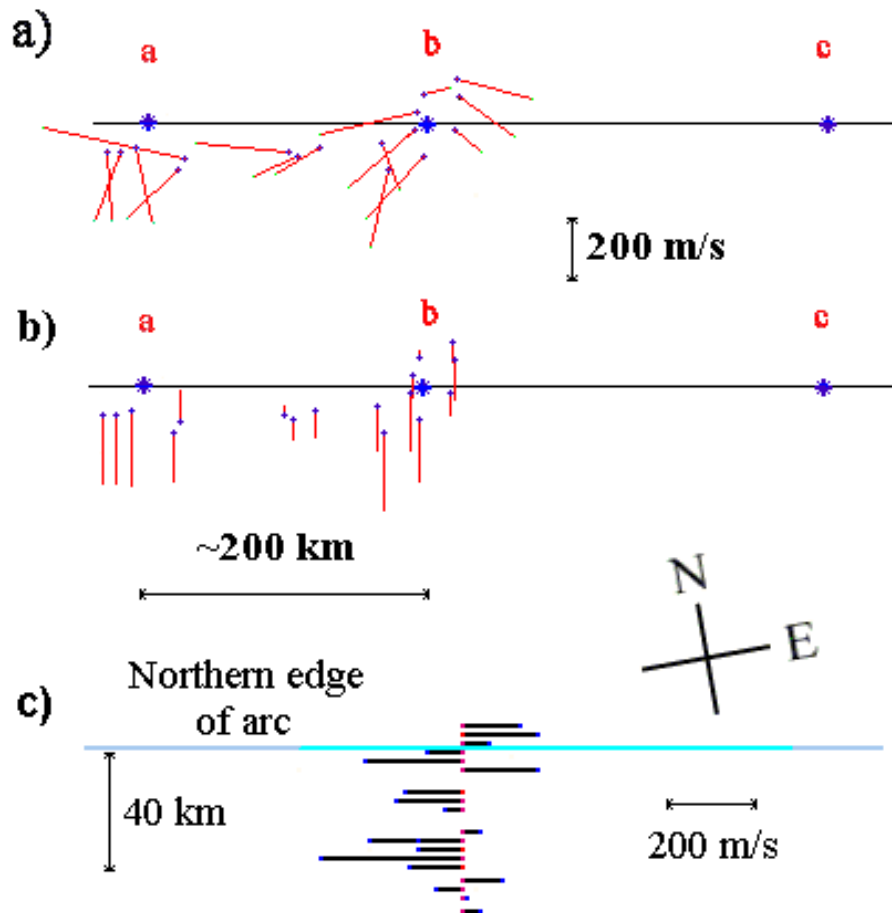 a)
a
b
c
200 m/s
b)
a
b
c
~200 km
N
E
Northern edge
of arc
c)
40 km
200 m/s